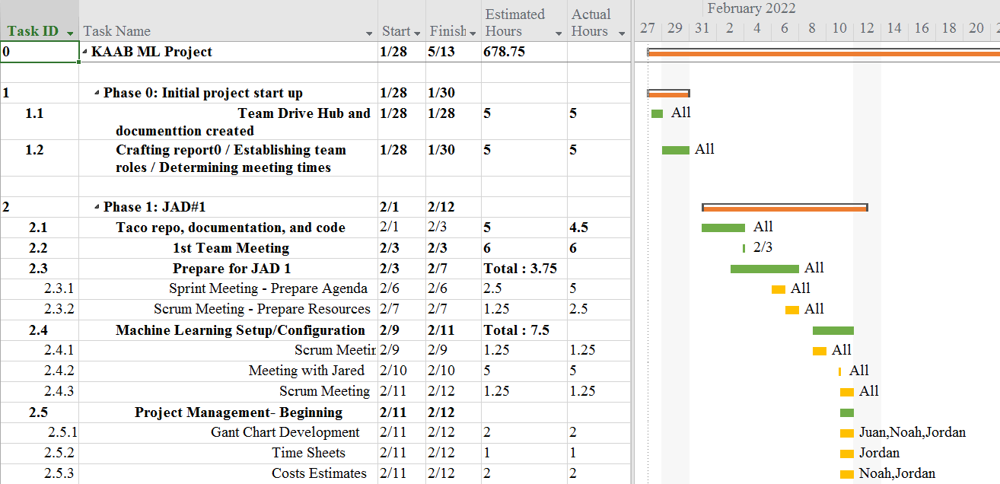 Estimated Actual February 2022
Task ID Task Name Start Finish Hours Hours 27 29 31 2 4 6 8 10 12 14 16 18 20
0 KAAB ML Project 1/28 5/13 678.75
1 Phase 0: Initial project start up 1/28 1/30
1.1 Team Drive Hub and 1/28 1/28 5 5 All
documenttion created
1.2 Crafting report0 / Establishing team 1/28 1/30 5 5 All
roles / Determining meeting times
2 Phase 1: JAD#1 2/1 2/12
2.1 Taco repo, documentation, and code 2/1 2/3 5 4.5 All
2.2 1st Team Meeting 2/3 2/3 6 6 2/3
2.3 Prepare for JAD 1 2/3 2/7 Total : 3.75 All
2.3.1 Sprint Meeting - Prepare Agenda 2/6 2/6 2.5 5 All
2.3.2 Scrum Meeting - Prepare Resources 2/7 2/7 1.25 2.5 All
2.4 Machine Learning Setup/Configuration 2/9 2/11 Total : 7.5
2.4.1 Scrum Meetin 2/9 2/9 1.25 1.25 All
2.4.2 Meeting with Jared 2/10 2/10 5 5 All
2.4.3 Scrum Meeting 2/11 2/12 1.25 1.25 All
2.5 Project Management- Beginning 2/11 2/12
2.5.1 Gant Chart Development 2/11 2/12 2 2 Juan,Noah,Jordan
2.5.2 Time Sheets 2/11 2/12 1 1 Jordan
2.5.3 Costs Estimates 2/11 2/12 2 2 Noah,Jordan